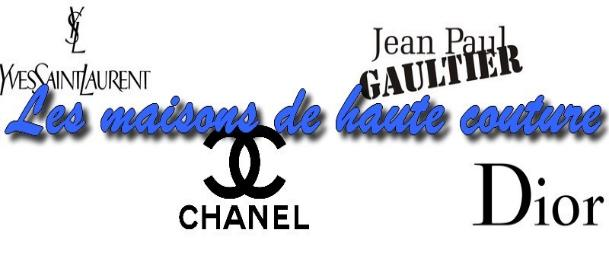 YSL
YVESSAINTLAURENT
Jean Paul
GAULTIER
Les maisons de haute couture
CHANEL
Dior